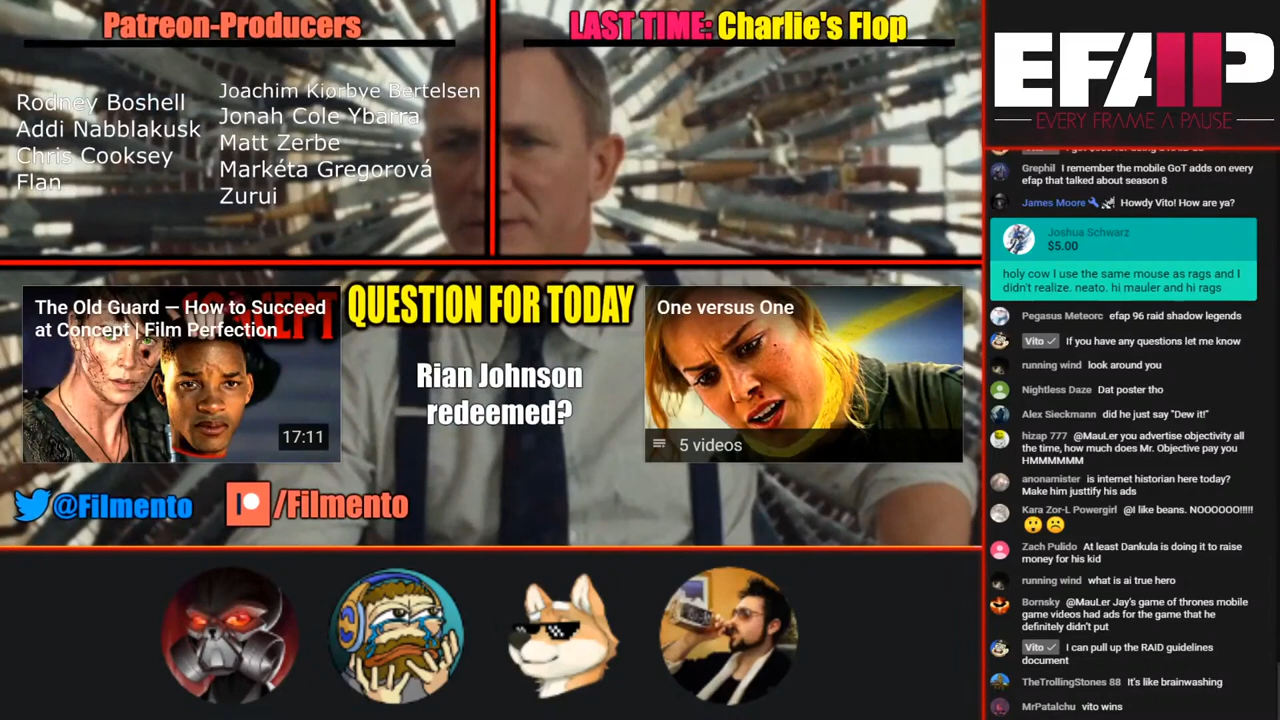 Patreon-Producers
LAST TIME: Charlie's Flop
Rodney Boshell
Addi Nabblakusk
Chris Cooksey
Flan
Joachim Kiørbye Bertelsen
Jonah Cole Ybarra
Matt Zerbe
Markéta Gregorová
Zurui
The Old Guard — How to Succeed
at Concept | Film Perfection
17:11
QUESTION FOR TODAY
Rian Johnson
redeemed?
One versus One
5 videos
@Filmento
/Filmento
EFAP
EVERY FRAME A PAUSE
Grephil I remember the mobile GoT adds on every
efap that talked about season 8
James Moore Howdy Vito! How are ya?
Joshua Schwarz
$5.00
holy cow I use the same mouse as rags and I
didn't realize. neato. hi mauler and hi rags
Pegasus Meteorc efap 96 raid shadow legends
Vito If you have any questions let me know
running wind look around you
Nightless Daze Dat poster tho
Alex Sieckmann did he just say "Dew it!"
hizap 777 @MauLer you advertise objectivity all
the time, how much does Mr. Objective pay you
HMMMMMM
anonamister is internet historian here today?
Make him justtify his ads
Kara Zor-L Powergirl @I like beans. NOOOOOO!!!!!
Zach Pulido At least Dankula is doing it to raise
money for his kid
running wind what is ai true hero
Bornsky @MauLer Jay's game of thrones mobile
game videos had ads for the game that he
definitely didn't put
Vito I can pull up the RAID guidelines
document
TheTrollingStones 88 It's like brainwashing
MrPatalchu vito wins